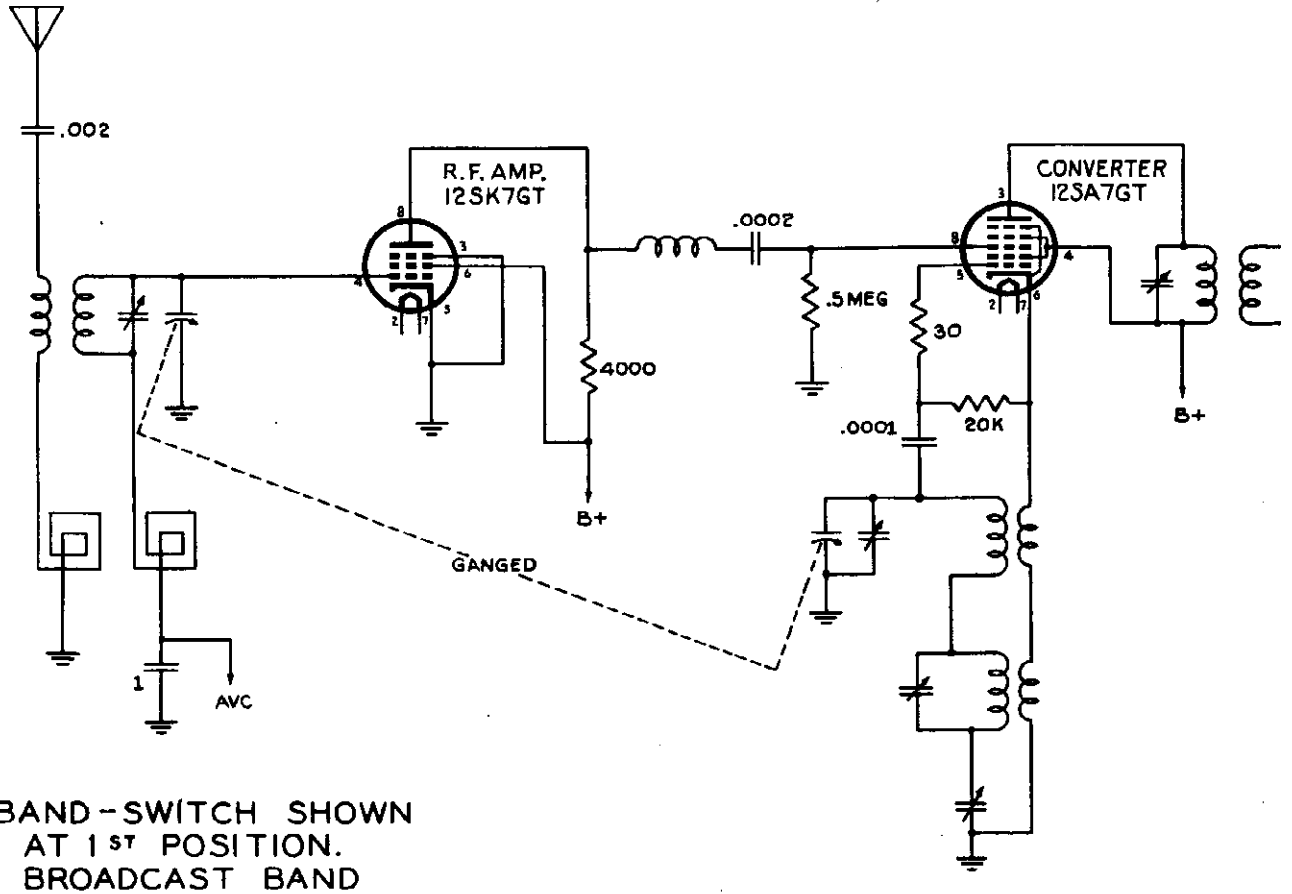 .002
R.F. AMP.
12SK7GT
8
3
6
4
2
7
5
4000
B+
.0002
.5 MEG
CONVERTER
12SA7GT
3
8
5
4
2
7
6
30
20K
.0001
B+
GANGED
1
AVC
BAND-SWITCH SHOWN
AT 1ST POSITION.
BROADCAST BAND